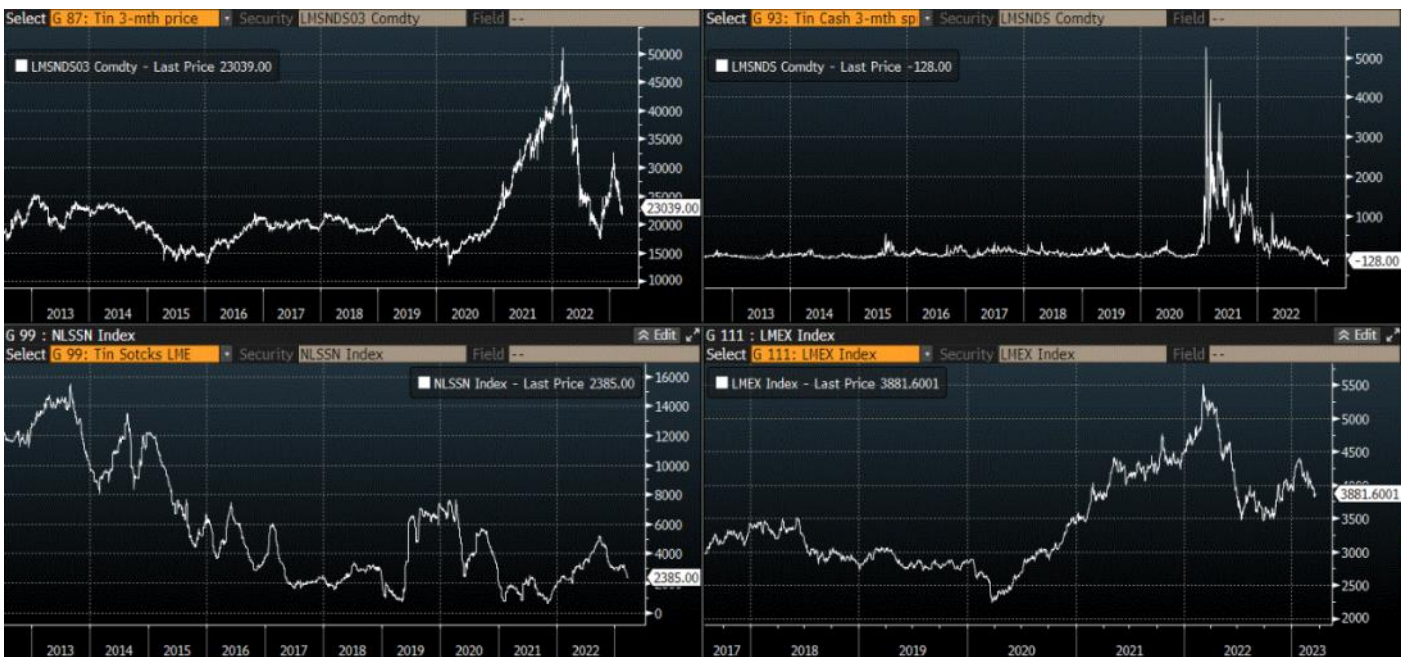 Select G 87: Tin 3-mth price Security LMSNDS03 Comdty Field --
LMSNDS03 Comdty - Last Price 23039.00
50000
45000
40000
35000
30000
25000
23039.00
20000
15000
10000
2013 2014 2015 2016 2017 2018 2019 2020 2021 2022
Select G 93: Tin Cash 3-mth sp Security LMSNDS Comdty Field --
LMSNDS Comdty - Last Price -128.00
5000
4000
3000
2000
1000
-128.00
2013 2014 2015 2016 2017 2018 2019 2020 2021 2022
G 99 : NLSSN Index Edit
Select G 99: Tin Sotcks LME Security NLSSN Index Field --
NLSSN Index - Last Price 2385.00
16000
14000
12000
10000
8000
6000
4000
2385.00
0
2013 2014 2015 2016 2017 2018 2019 2020 2021 2022
G 111 : LMEX Index Edit
Select G 111: LMEX Index Security LMEX Index Field --
LMEX Index - Last Price 3881.6001
5500
5000
4500
4000
3881.6001
3500
3000
2500
2000
2017 2018 2019 2020 2021 2022 2023